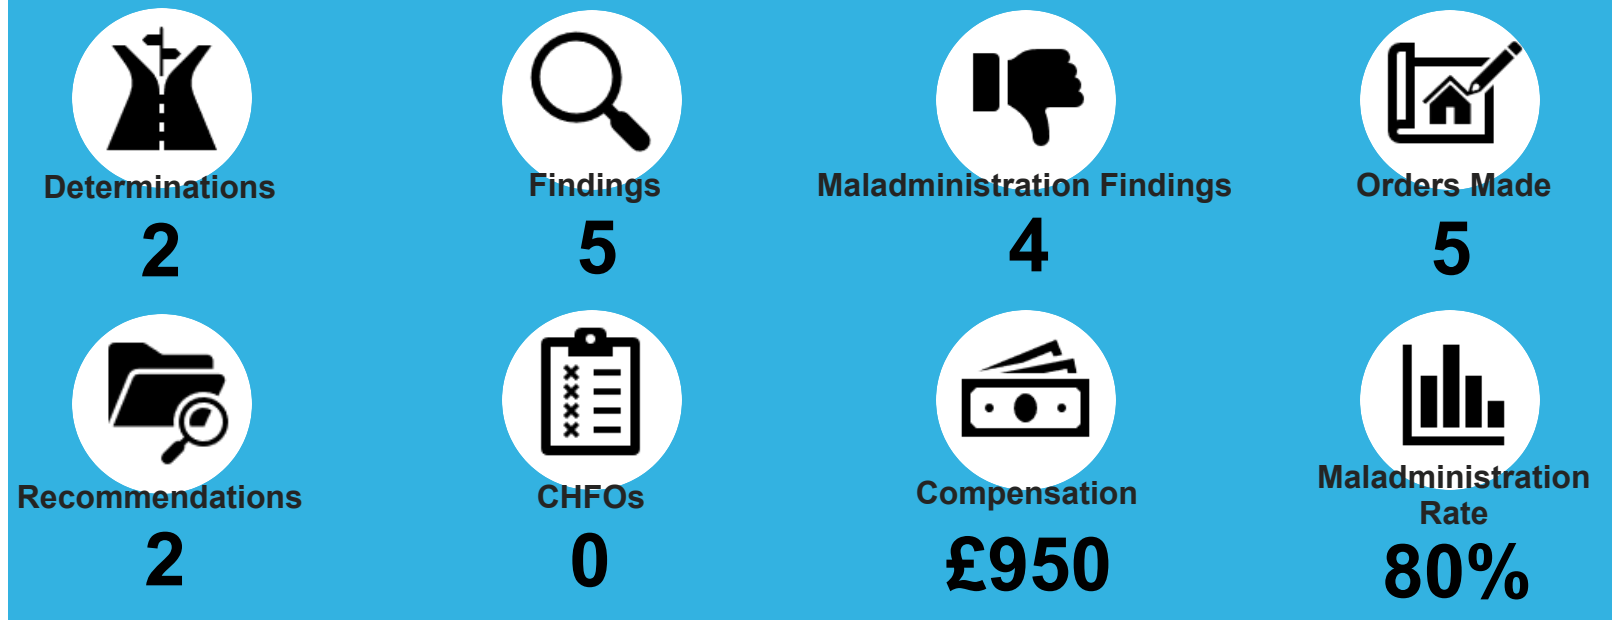 Determinations
2
Findings
5
Maladministration Findings
4
Orders Made
5
Recommendations
2
CHFOs
0
Compensation
£950
Maladministration
Rate
80%